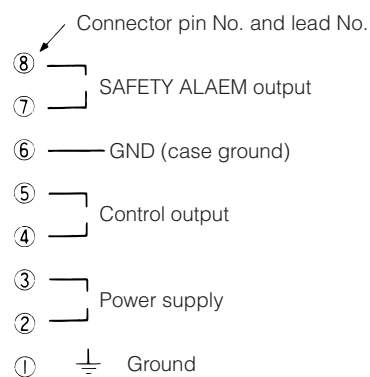 Connector pin No. and lead No.
⑧
SAFETY ALAEM output
⑦
⑥ GND (case ground)
⑤
Control output
④
③
Power supply
②
① Ground